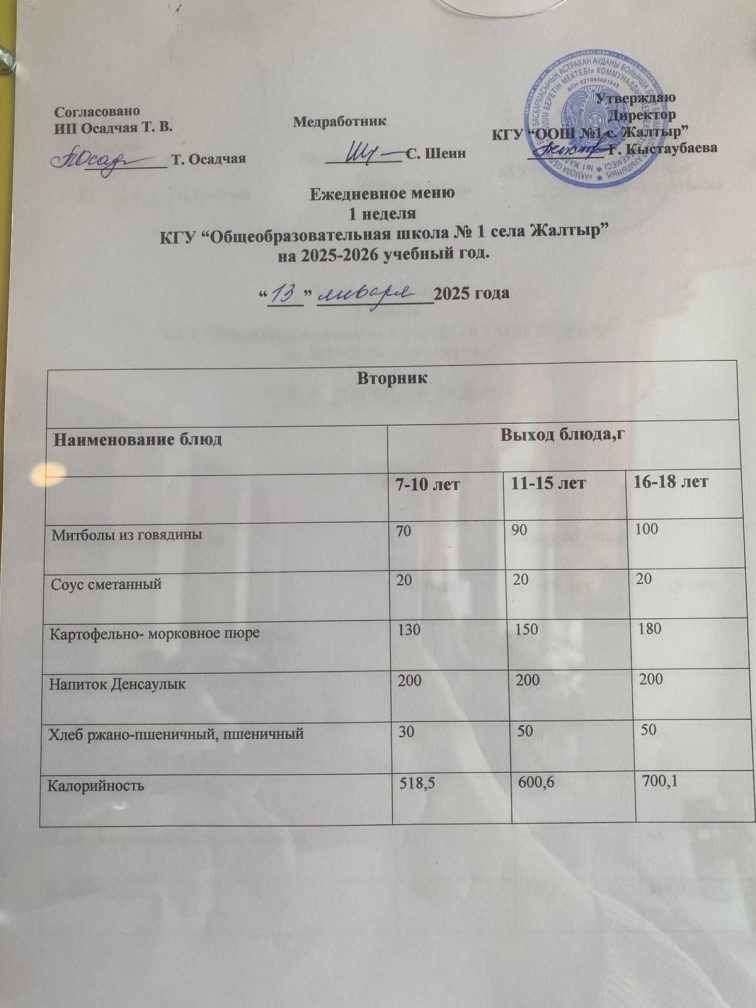 Согласовано
ИП Осадчая Т. В.
Т. Осадчая
Медработник
С. Шеин
Утверждаю
Директор
КГУ “ООШ №1 с. Жалтыр”
Г. Кыстаубаева
Ежедневное меню
1 неделя
КГУ “Общеобразовательная школа № 1 села Жалтыр”
на 2025-2026 учебный год.
“13” января 2025 года
Вторник
Наименование блюд Выход блюда,г
7-10 лет 11-15 лет 16-18 лет
Митболы из говядины 70 90 100
Соус сметанный 20 20 20
Картофельно- морковное пюре 130 150 180
Напиток Денсаулык 200 200 200
Хлеб ржано-пшеничный, пшеничный 30 50 50
Калорийность 518,5 600,6 700,1